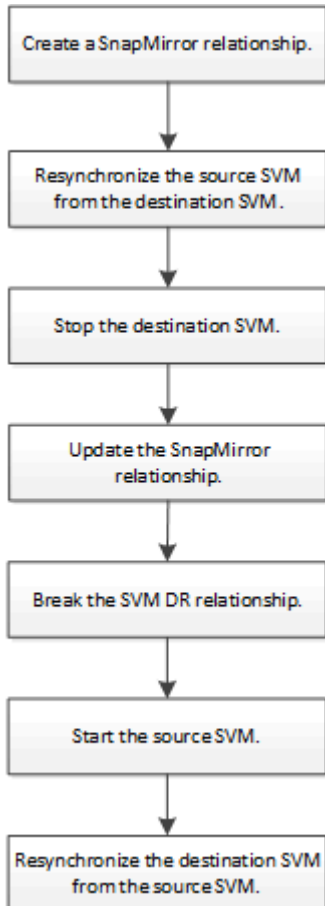 Create a SnapMirror relationship.
Resynchronize the source SVM
from the destination SVM.
Stop the destination SVM.
Update the SnapMirror
relationship.
Break the SVM DR relationship.
Start the source SVM.
Resynchronize the destination SVM
from the source SVM.